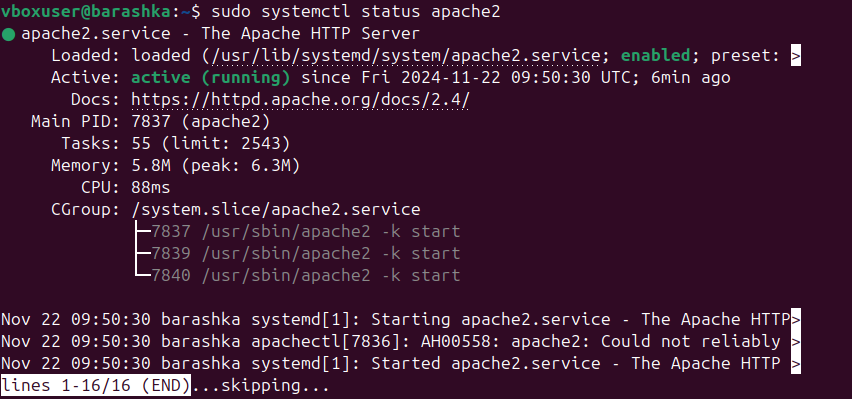 vboxuser@barashka:~$ sudo systemctl status apache2
● apache2.service - The Apache HTTP Server
     Loaded: loaded (/usr/lib/systemd/system/apache2.service; enabled; preset: >
     Active: active (running) since Fri 2024-11-22 09:50:30 UTC; 6min ago
       Docs: https://httpd.apache.org/docs/2.4/
   Main PID: 7837 (apache2)
      Tasks: 55 (limit: 2543)
     Memory: 5.8M (peak: 6.3M)
        CPU: 88ms
     CGroup: /system.slice/apache2.service
             ├─7837 /usr/sbin/apache2 -k start
             ├─7839 /usr/sbin/apache2 -k start
             └─7840 /usr/sbin/apache2 -k start

Nov 22 09:50:30 barashka systemd[1]: Starting apache2.service - The Apache HTTP>
Nov 22 09:50:30 barashka apachectl[7836]: AH00558: apache2: Could not reliably >
Nov 22 09:50:30 barashka systemd[1]: Started apache2.service - The Apache HTTP >
lines 1-16/16 (END)...skipping...